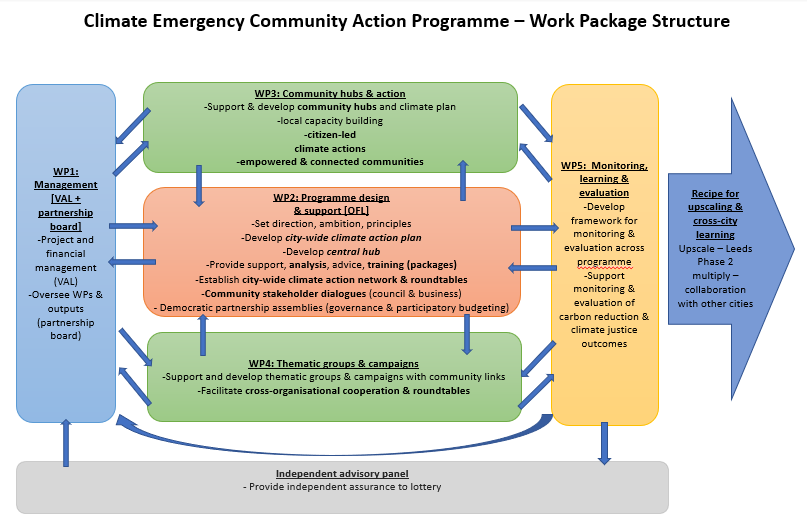 Climate Emergency Community Action Programme – Work Package Structure
WP1:
Management
[VAL +
partnership
board]
-Project and
financial
management
(VAL)
-Oversee WPs &
outputs
(partnership
board)
WP3: Community hubs & action
-Support & develop community hubs and climate plan
-local capacity building
-citizen-led
climate actions
-empowered & connected communities
WP2: Programme design
& support [OFL]
-Set direction, ambition, principles
-Develop city-wide climate action plan
-Develop central hub
-Provide support, analysis, advice, training (packages)
-Establish city-wide climate action network & roundtables
-Community stakeholder dialogues (council & business)
- Democratic partnership assemblies (governance & participatory budgeting)
WP4: Thematic groups & campaigns
-Support and develop thematic groups & campaigns with community links
-Facilitate cross-organisational cooperation & roundtables
WP5: Monitoring,
learning &
evaluation
-Develop
framework for
monitoring &
evaluation across
programme
-Support
monitoring &
evaluation of
carbon reduction &
climate justice
outcomes
Recipe for
upscaling &
cross-city
learning
Upscale – Leeds
Phase 2
multiply –
collaboration
with other cities
Independent advisory panel
- Provide independent assurance to lottery